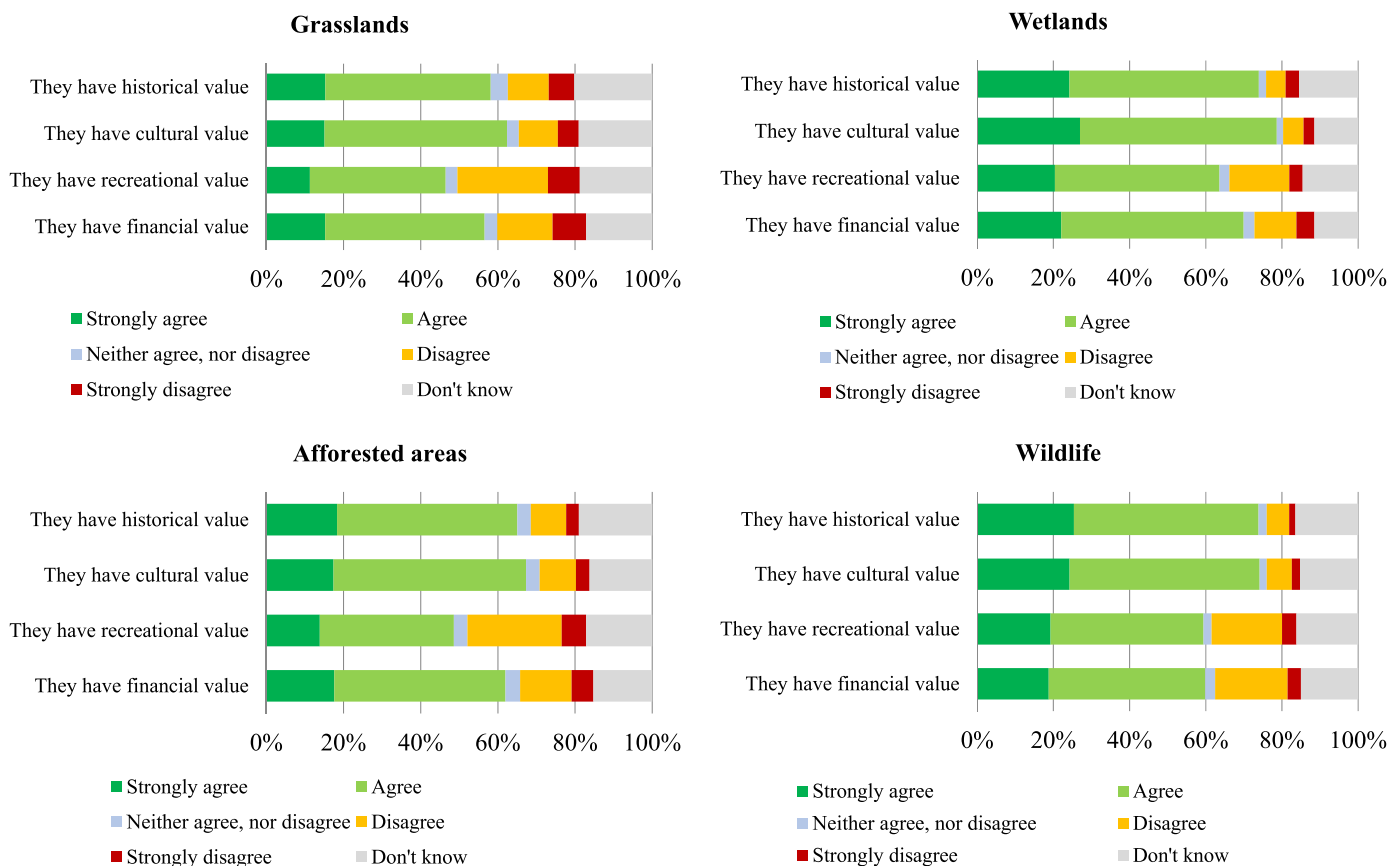 Grasslands
They have historical value
They have cultural value
They have recreational value
They have financial value
0% 20% 40% 60% 80% 100%
Strongly agree Agree
Neither agree, nor disagree Disagree
Strongly disagree Don't know
Wetlands
They have historical value
They have cultural value
They have recreational value
They have financial value
0% 20% 40% 60% 80% 100%
Strongly agree Agree
Neither agree, nor disagree Disagree
Strongly disagree Don't know
Afforested areas
They have historical value
They have cultural value
They have recreational value
They have financial value
0% 20% 40% 60% 80% 100%
Strongly agree Agree
Neither agree, nor disagree Disagree
Strongly disagree Don't know
Wildlife
They have historical value
They have cultural value
They have recreational value
They have financial value
0% 20% 40% 60% 80% 100%
Strongly agree Agree
Neither agree, nor disagree Disagree
Strongly disagree Don't know